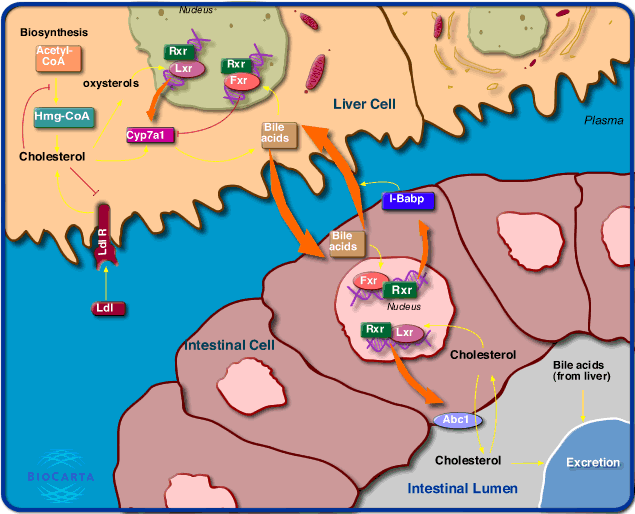 Nucleus
Biosynthesis
Acetyl-
CoA
Rxr
Rxr
Lxr
Fxr
oxysterols
Liver Cell
Hmg-CoA
Plasma
Cyp7a1
Bile
acids
Cholesterol
I-Babp
Ldl R
Bile
acids
Fxr
Rxr
Ldl
Nucleus
Rxr
Lxr
Intestinal Cell
Cholesterol
Bile acids
(from liver)
Abc1
Cholesterol
Excretion
BIOCARTA
Intestinal Lumen